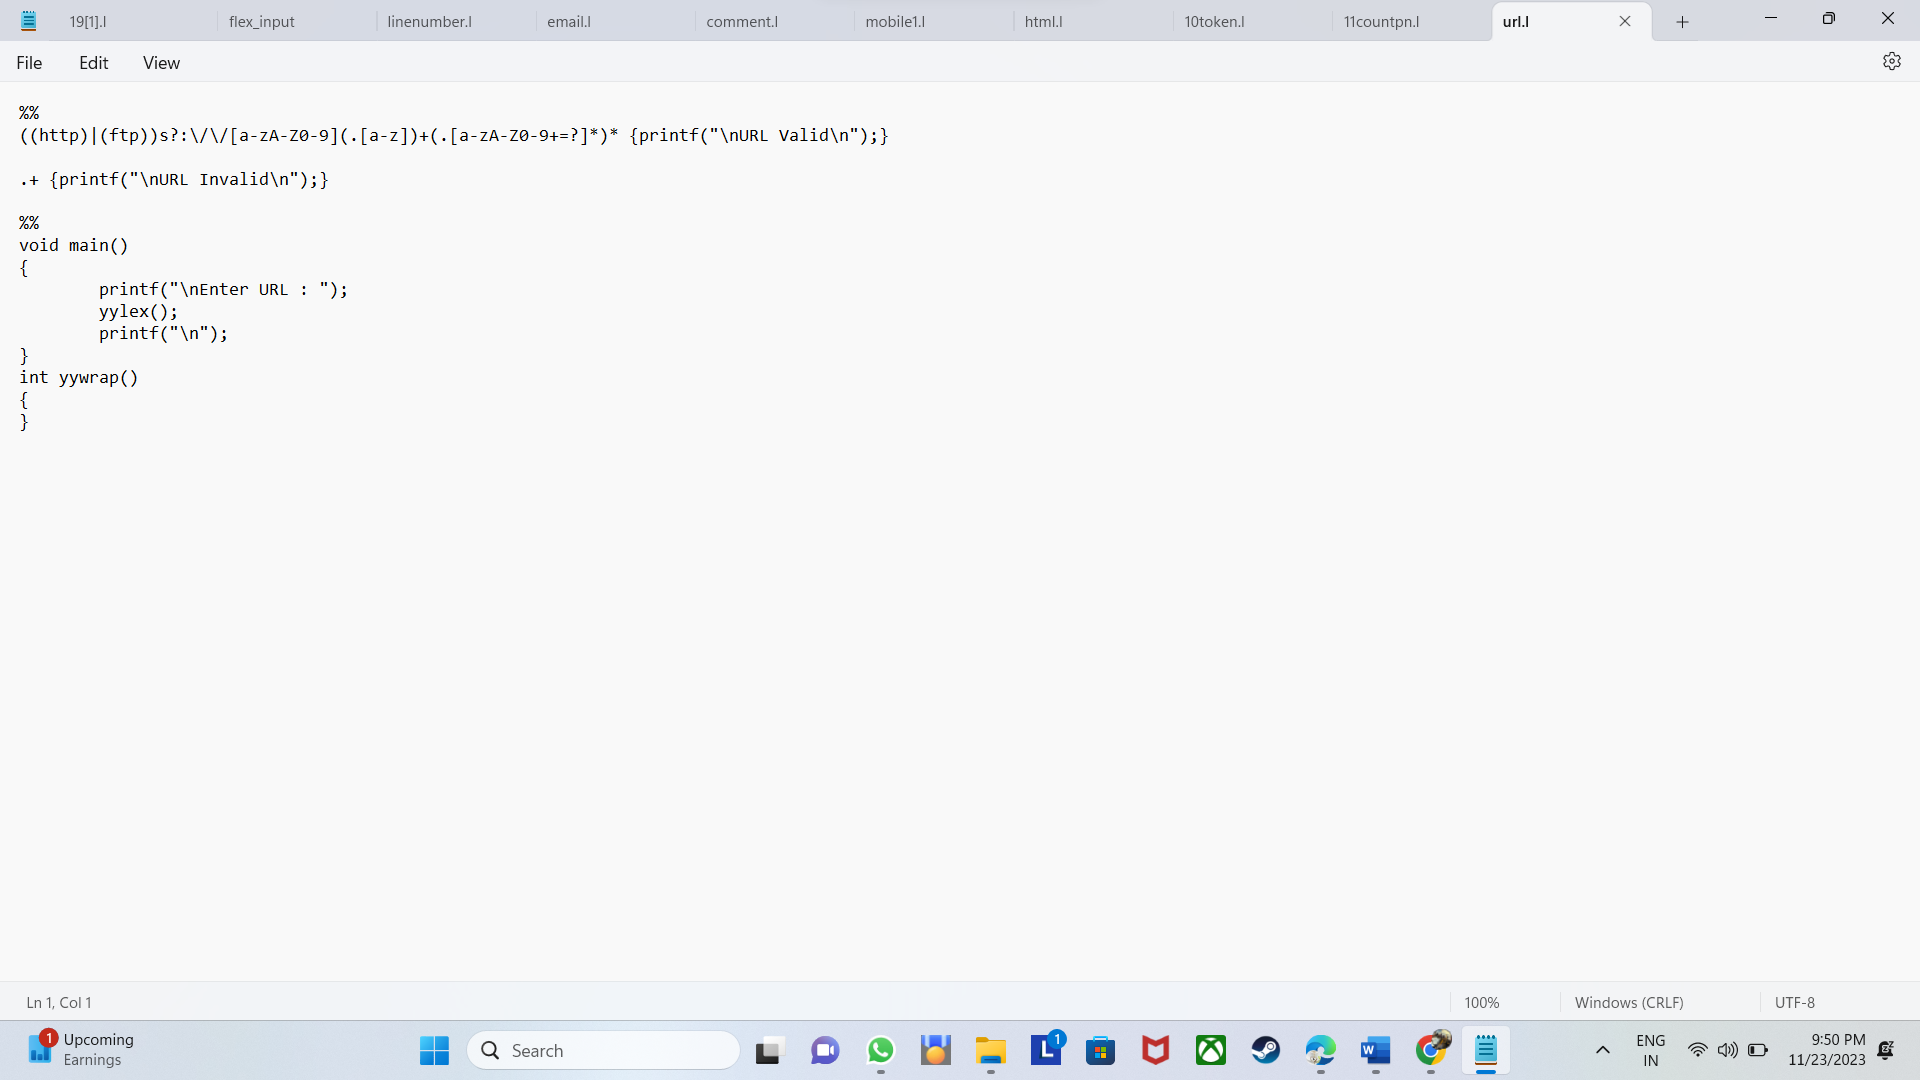 19[1].l flex_input linenumber.l email.l comment.l mobile1.l html.l 10token.l 11countpn.l url.l
File Edit View
%%
((http)|(ftp))s?:\/\/[a-zA-Z0-9](.[a-z])+(.[a-zA-Z0-9+=?]*)* {printf("\nURL Valid\n");}
.+ {printf("\nURL Invalid\n");}
%%
void main()
{
printf("\nEnter URL : ");
yylex();
printf("\n");
}
int yywrap()
{
}
Ln 1, Col 1 100% Windows (CRLF) UTF-8
1 Upcoming
Earnings
Search
L 1
W
ENG
IN
9:50 PM
11/23/2023